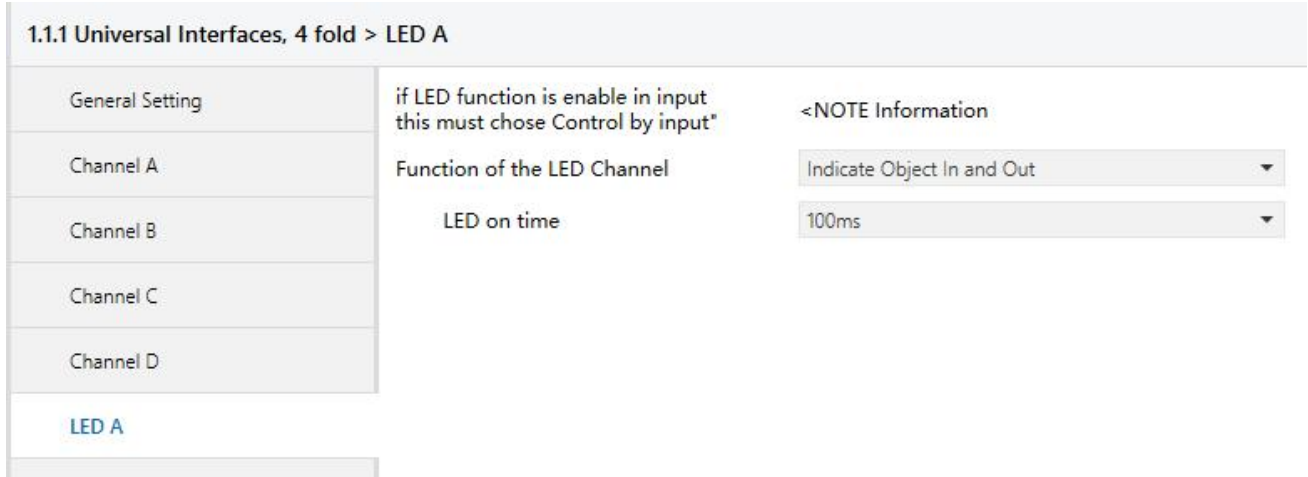 1.1.1 Universal Interfaces, 4 fold > LED A
General Setting
Channel A
Channel B
Channel C
Channel D
LED A
if LED function is enable in input
this must chose Control by input"
<NOTE Information
Function of the LED Channel
Indicate Object In and Out
LED on time
100ms